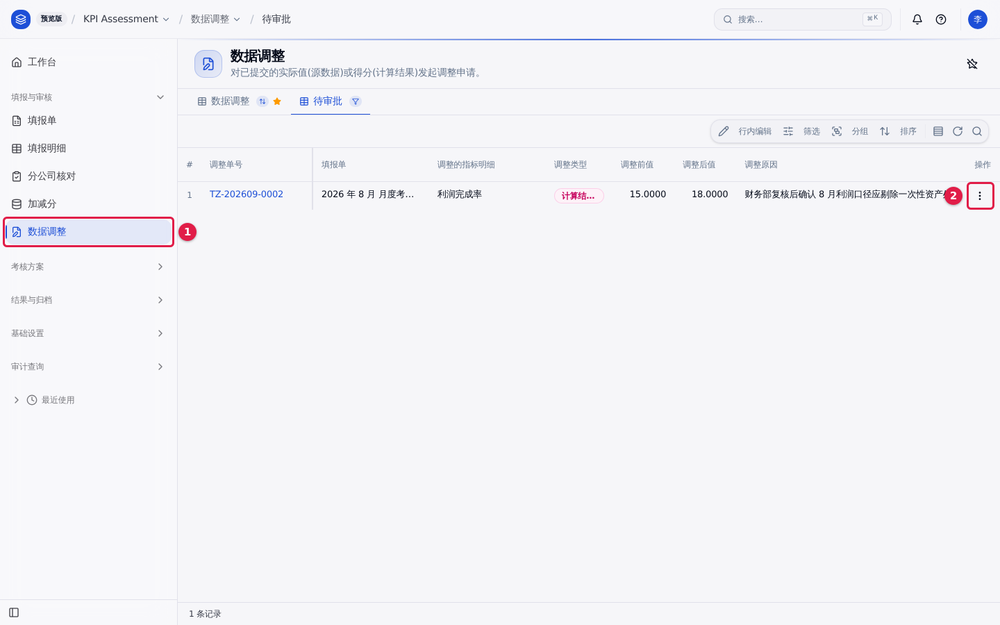 预览版 / KPI Assessment / 数据调整 / 待审批
搜索...
⌘K
李
工作台
填报与审核
填报单
填报明细
分公司核对
加减分
数据调整
1
考核方案
结果与归档
基础设置
审计查询
最近使用
数据调整
对已提交的实际值(源数据)或得分(计算结果)发起调整申请。
数据调整
待审批
行内编辑
筛选
分组
排序
# 调整单号 填报单 调整的指标明细 调整类型 调整前值 调整后值 调整原因 操作
1 TZ-202609-0002 2026 年 8 月 月度考... 利润完成率 计算结... 15.0000 18.0000 财务部复核后确认 8 月利润口径应剔除一次性资产
2
1 条记录